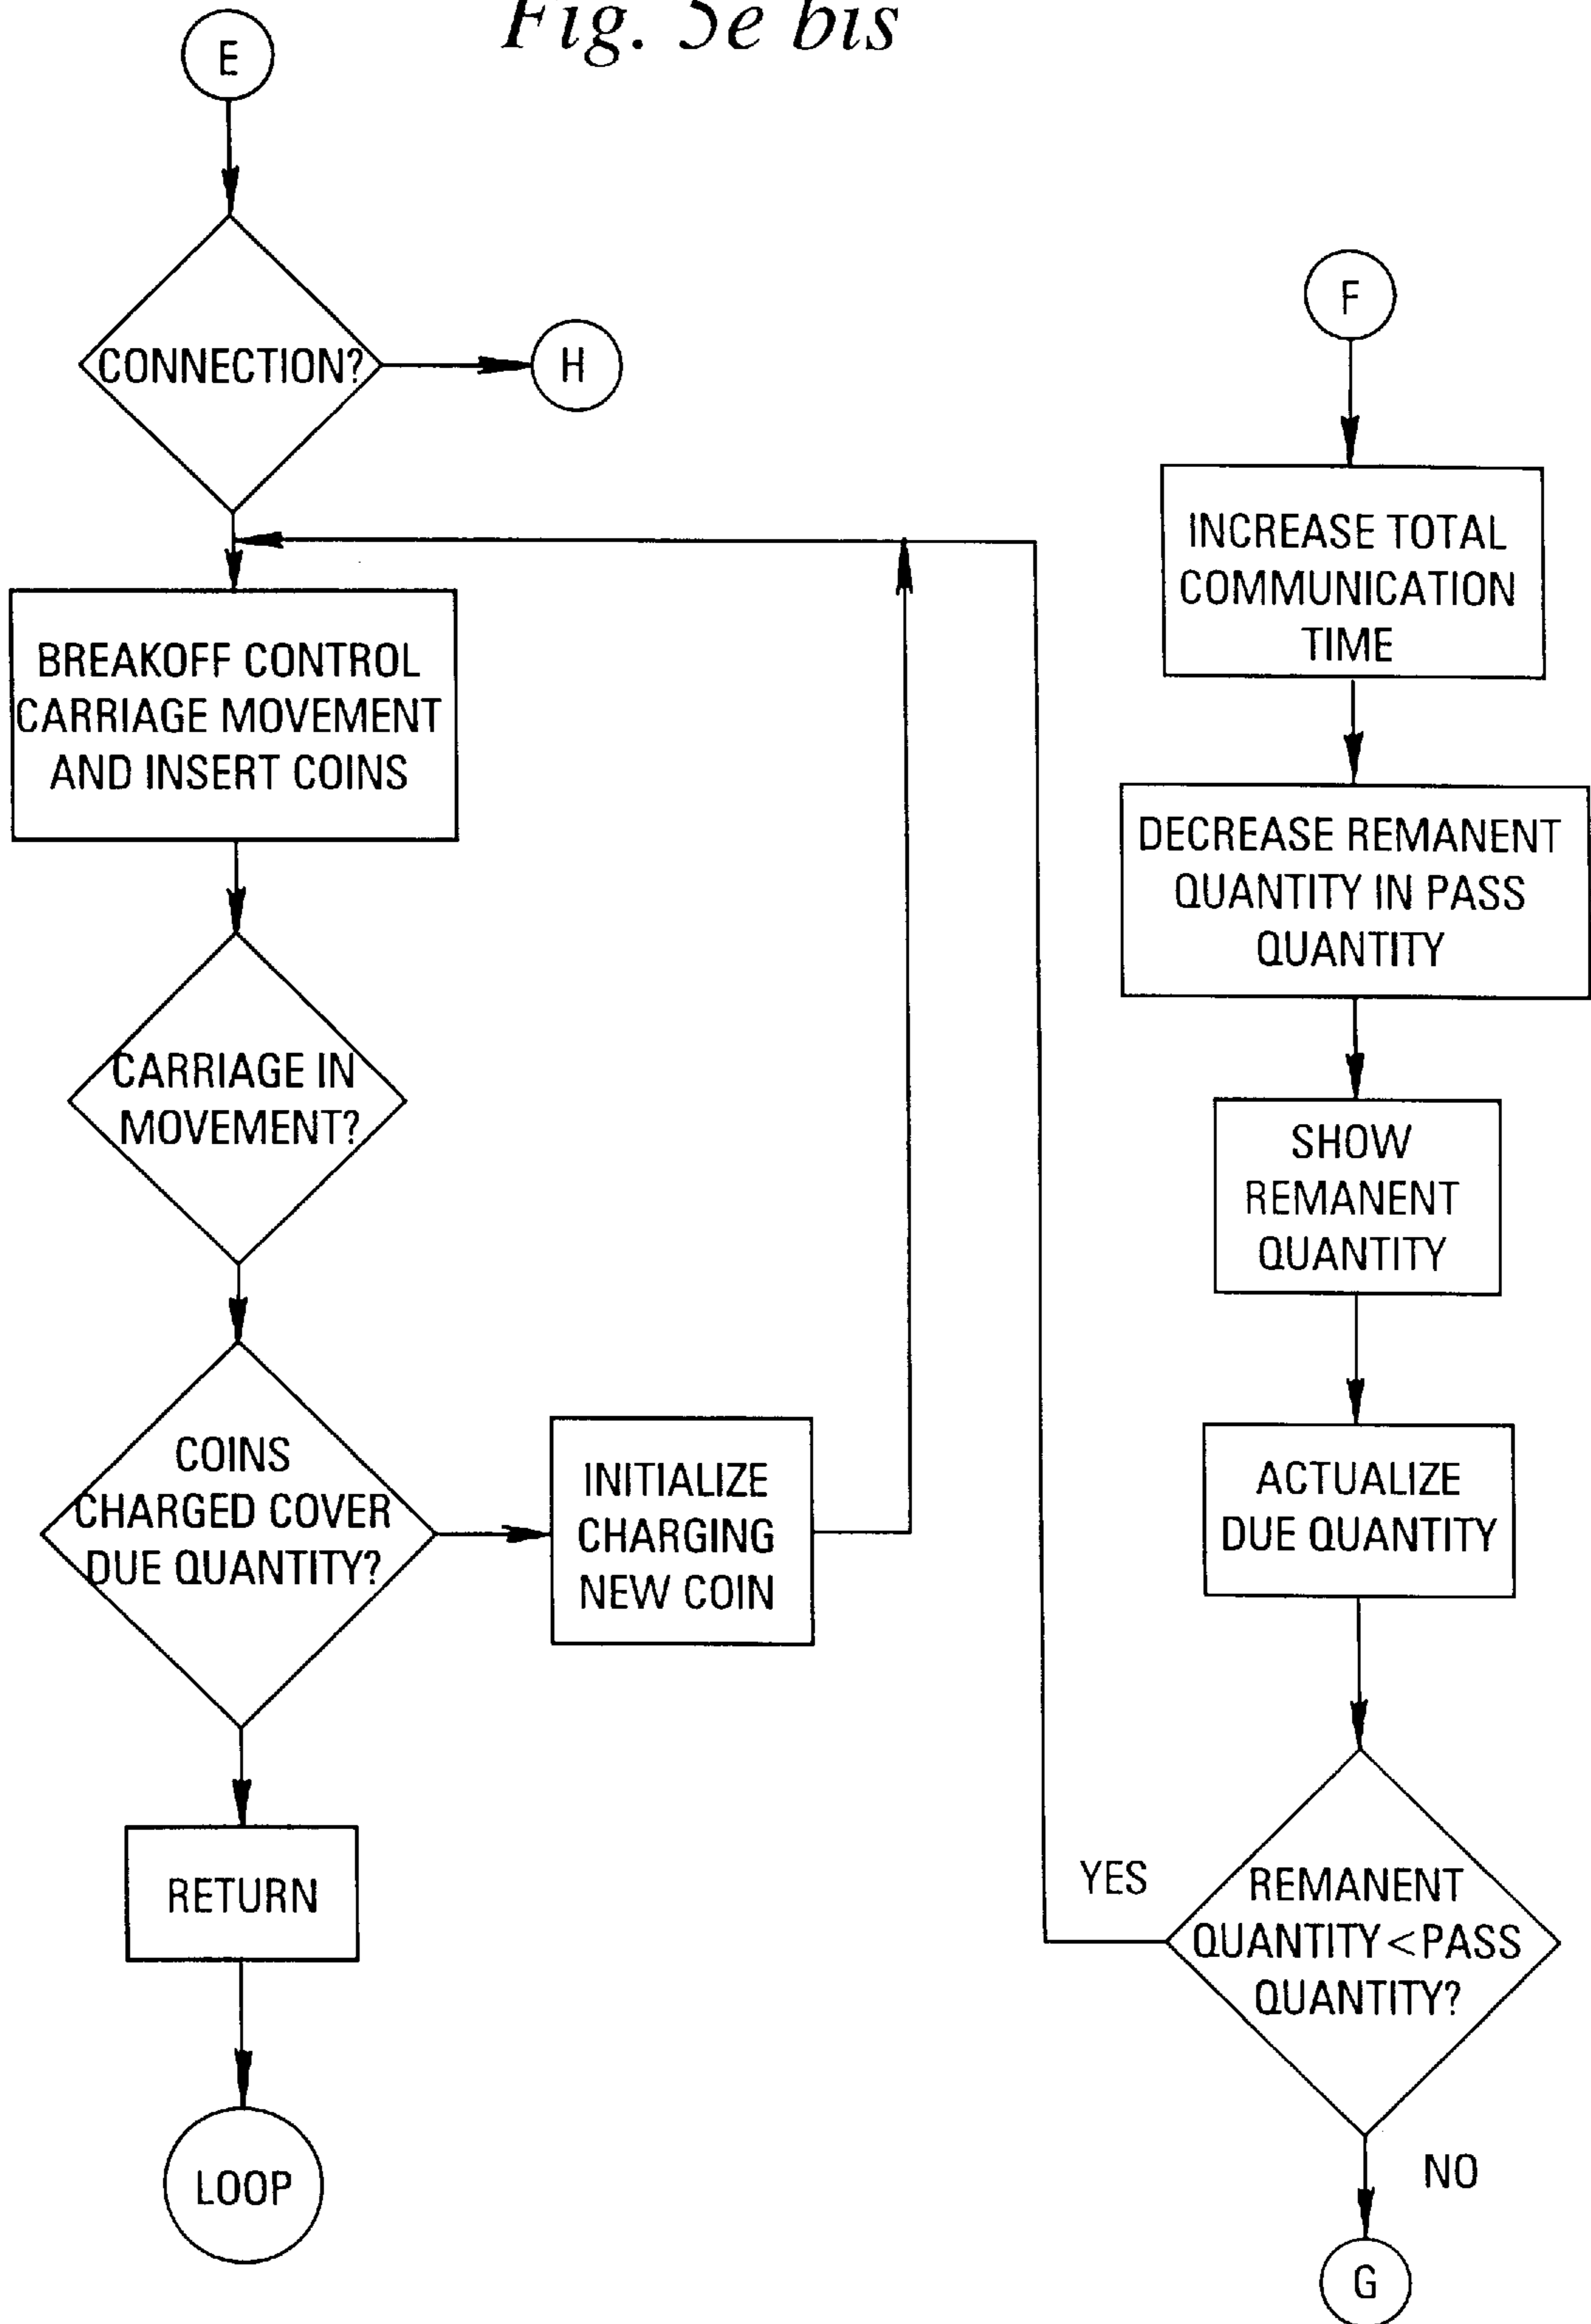 Fig. 5e bis
E
CONNECTION?
H
BREAKOFF CONTROL
CARRIAGE MOVEMENT
AND INSERT COINS
CARRIAGE IN
MOVEMENT?
COINS
CHARGED COVER
DUE QUANTITY?
INITIALIZE
CHARGING
NEW COIN
RETURN
LOOP
F
INCREASE TOTAL
COMMUNICATION
TIME
DECREASE REMANENT
QUANTITY IN PASS
QUANTITY
SHOW
REMANENT
QUANTITY
ACTUALIZE
DUE QUANTITY
YES
REMANENT
QUANTITY<PASS
QUANTITY?
NO
G